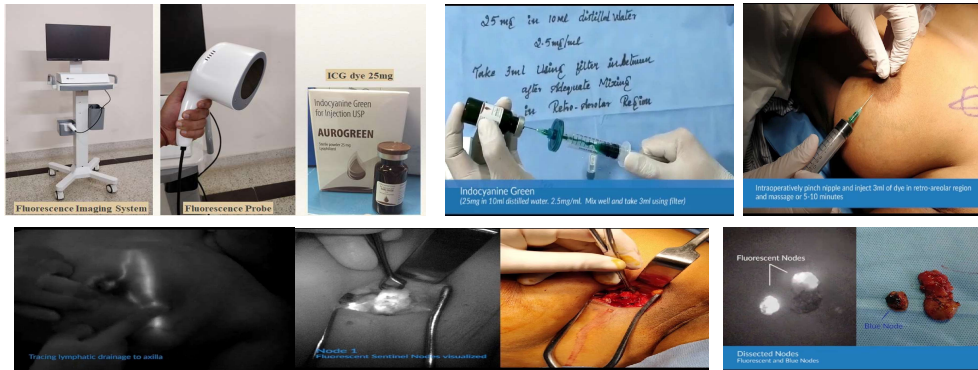 Fluorescence Imaging System
Fluorescence Probe
ICG dye 25mg
Indocyanine Green
for Injection USP
AUROGREEN
25mg in 10ml distilled water
2.5mg/ml
Take 3ml Using filter in between
after Adequate Mixing
in Retro-Areolar Region
Indocyanine Green
(25mg in 10ml distilled water. 2.5mg/ml. Mix well and take 3ml using filter)
Intraoperatively pinch nipple and inject 3ml of dye in retro-areolar region
and massage or 5-10 minutes
Tracing lymphatic drainage to axilla
Node 1
Fluorescent Sentinel Nodes visualized
Fluorescent Nodes
Blue Node
Dissected Nodes
Fluorescent and Blue Nodes